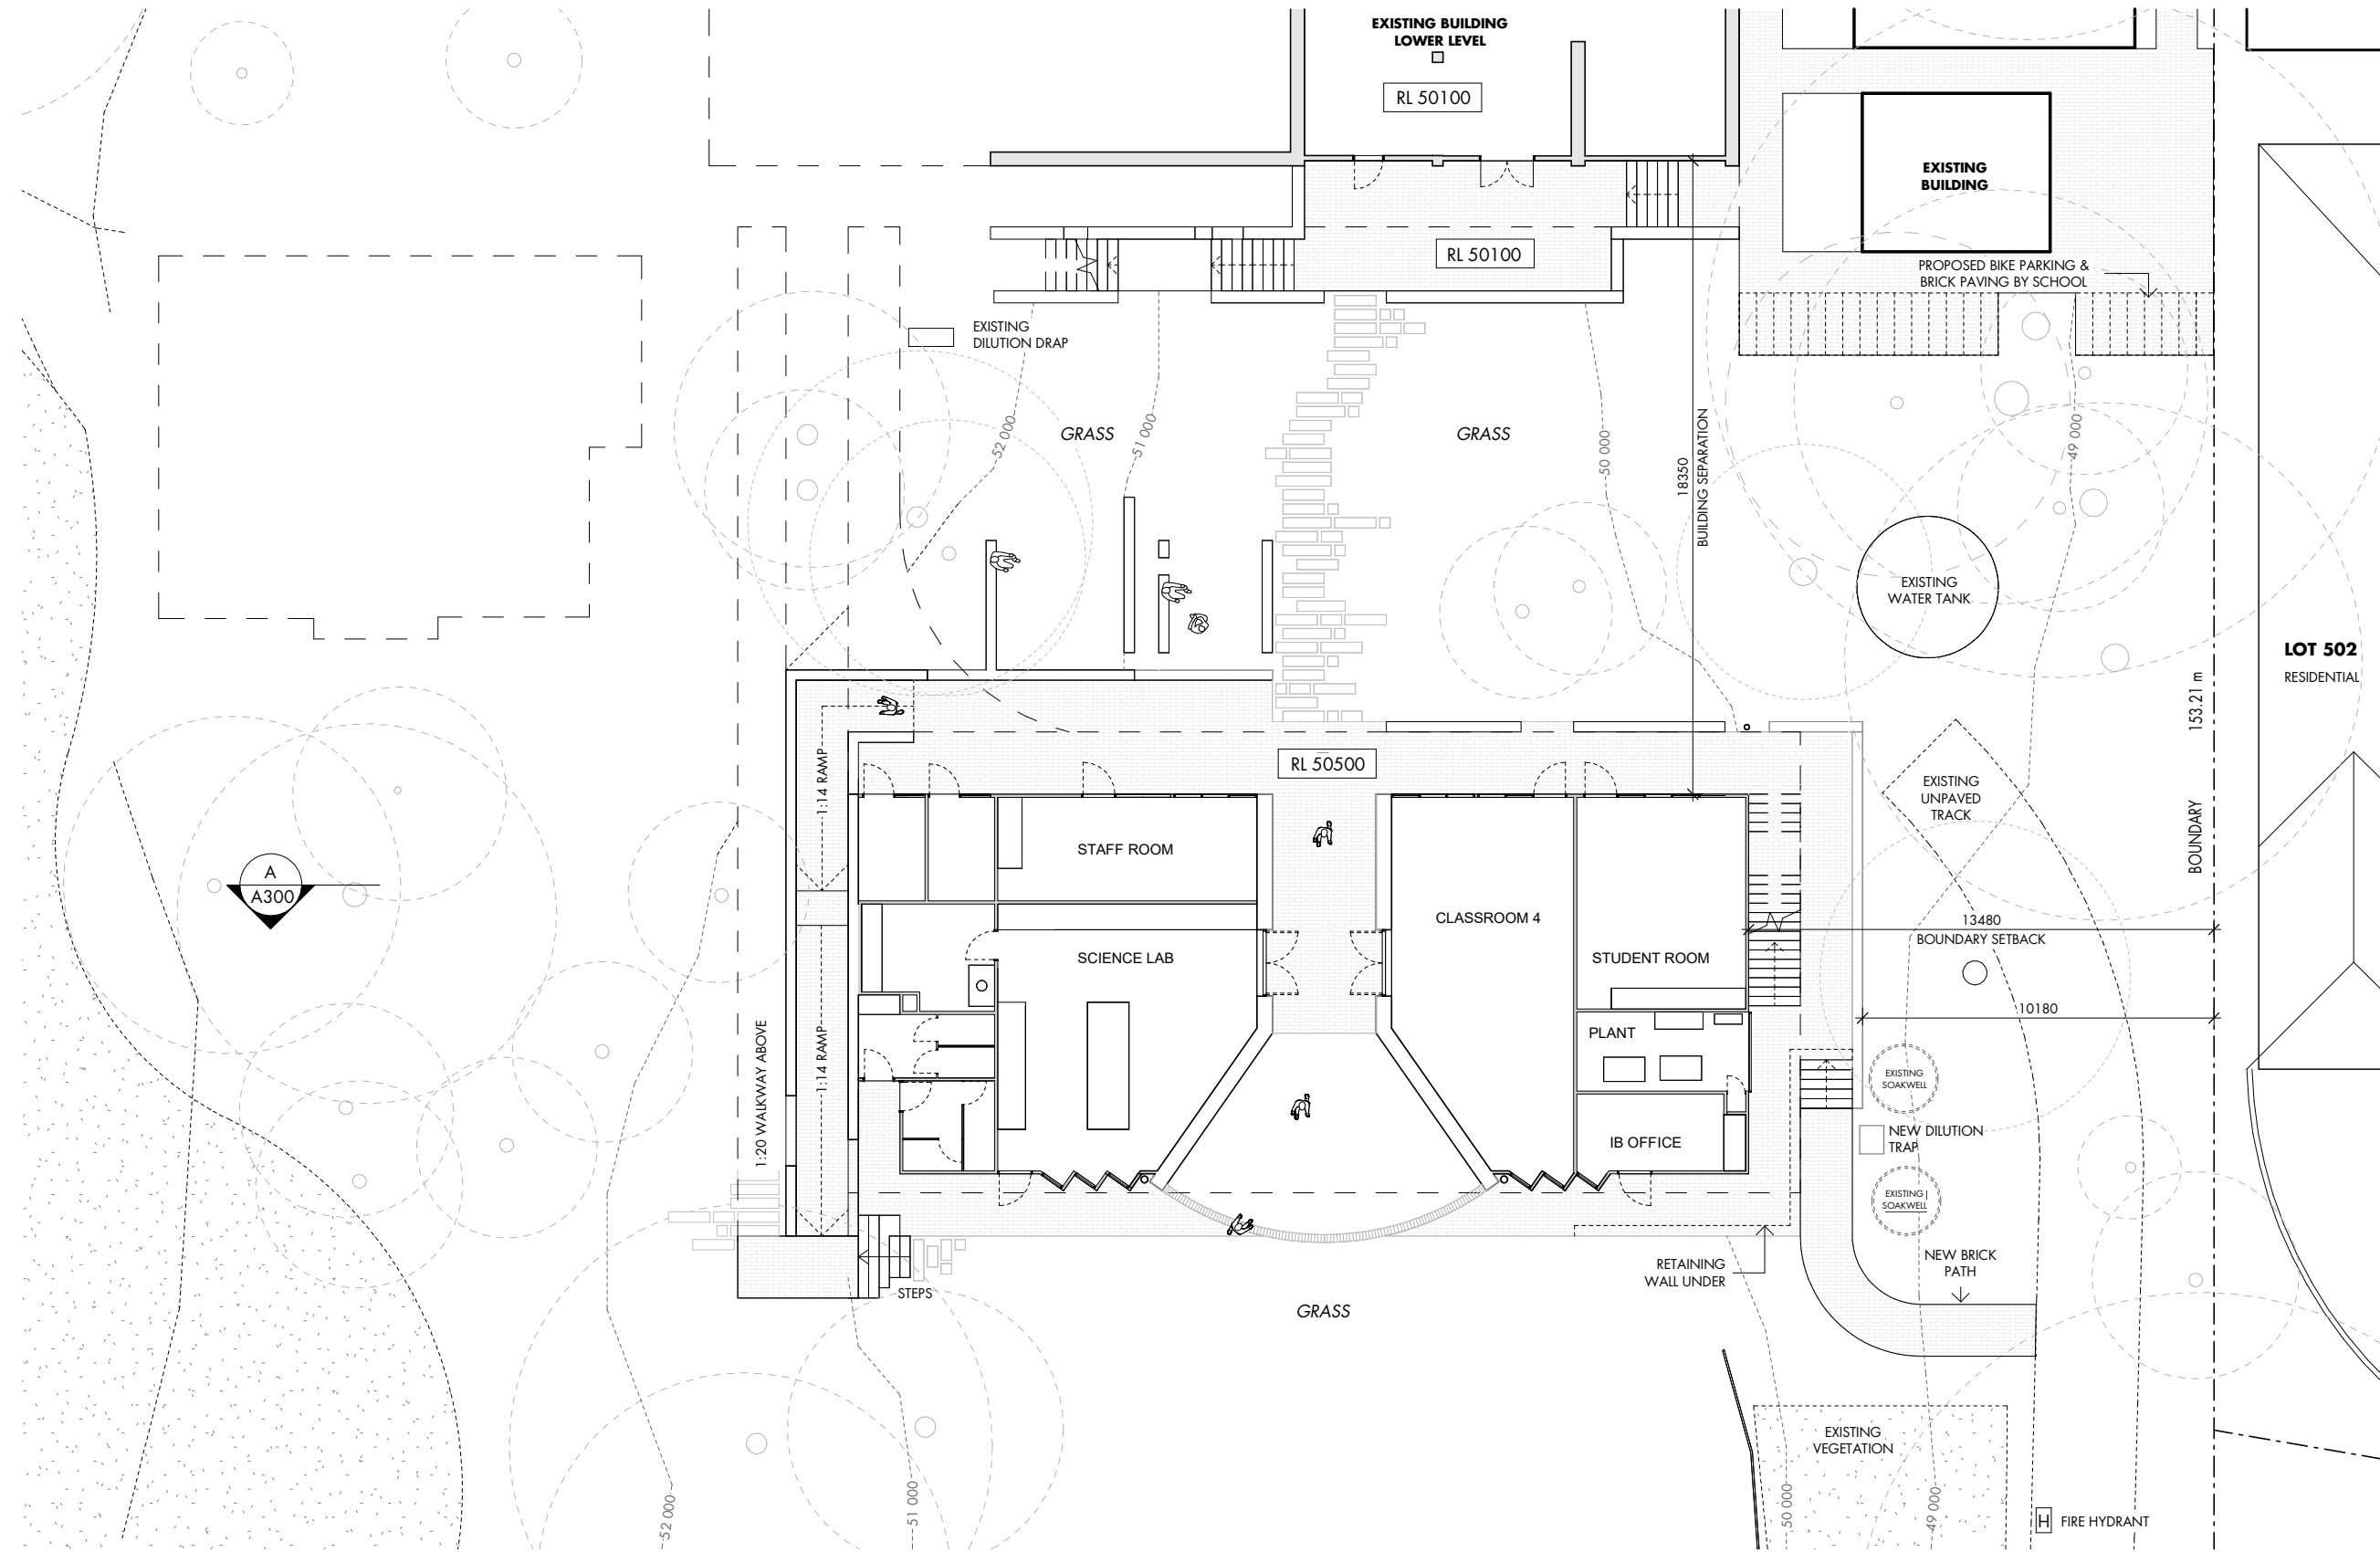 EXISTING BUILDING
LOWER LEVEL
RL 50100
EXISTING
BUILDING
RL 50100
PROPOSED BIKE PARKING &
BRICK PAVING BY SCHOOL
EXISTING
DILUTION DRAP
52 000
GRASS
51 000
GRASS
50 000
18350
BUILDING SEPARATION
49 000
EXISTING
WATER TANK
LOT 502
RESIDENTIAL
153.21 m
BOUNDARY
1:14 RAMP
RL 50500
EXISTING
UNPAVED
TRACK
STAFF ROOM
A
A300
CLASSROOM 4
13480
BOUNDARY SETBACK
SCIENCE LAB
STUDENT ROOM
10180
PLANT
1:20 WALKWAY ABOVE
1:14 RAMP
EXISTING
SOAKWELL
NEW DILUTION
TRAP
IB OFFICE
EXISTING
SOAKWELL
NEW BRICK
PATH
RETAINING
WALL UNDER
STEPS
GRASS
EXISTING
VEGETATION
52 000
51 000
50 000
49 000
H FIRE HYDRANT